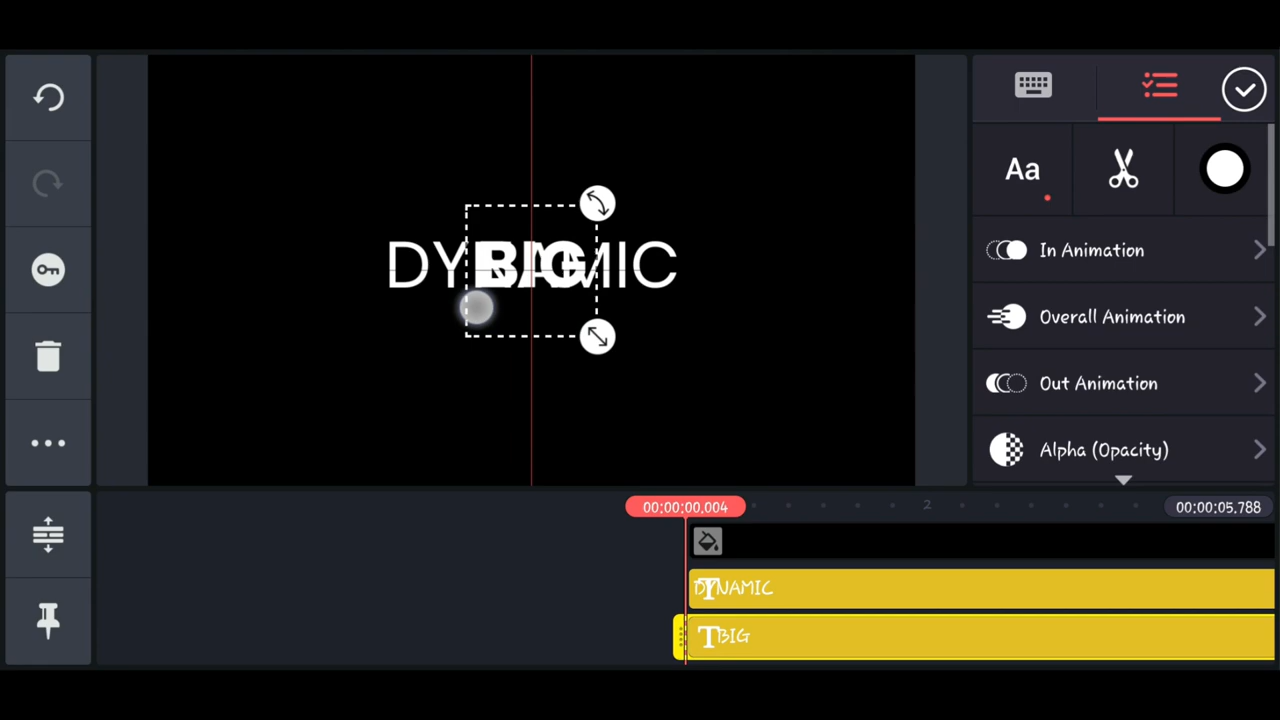 DYNAMIC
BIG
Aa
In Animation
Overall Animation
Out Animation
Alpha (Opacity)
00:00:00.004
2
00:00:05.788
DYNAMIC
T BIG